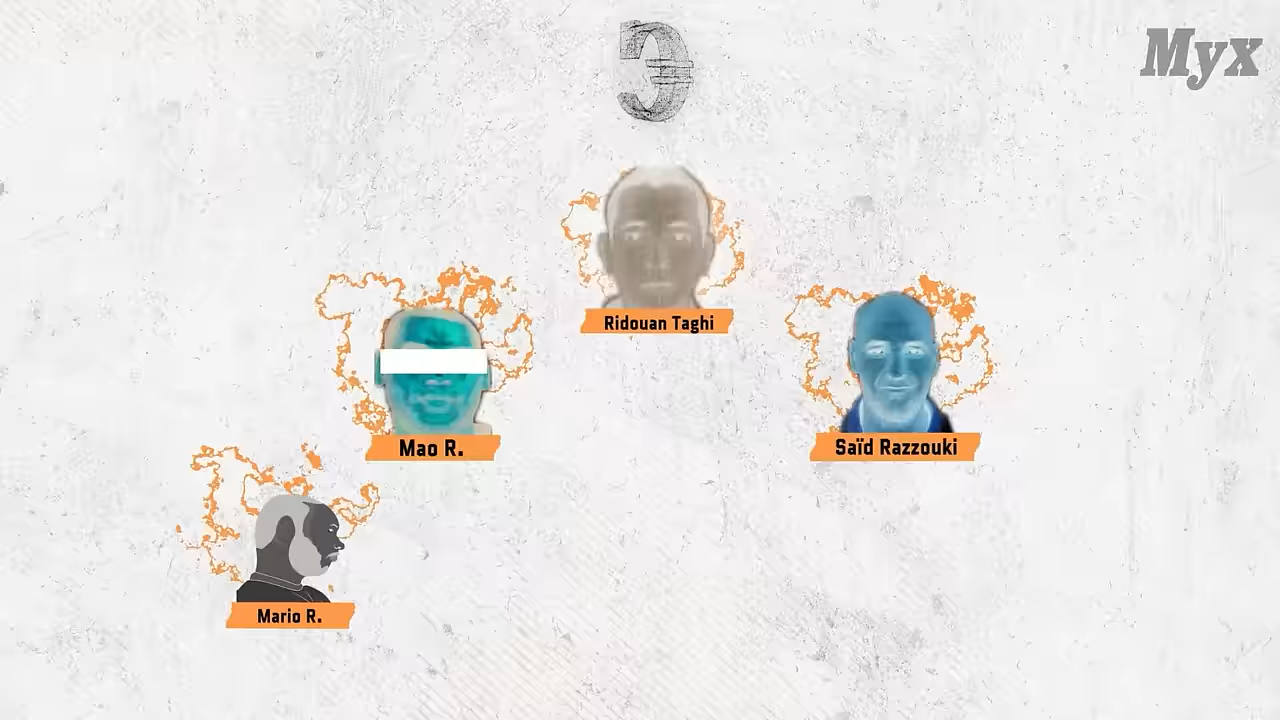 Myx
Ridouan Taghi
Mao R.
Saïd Razzouki
Mario R.